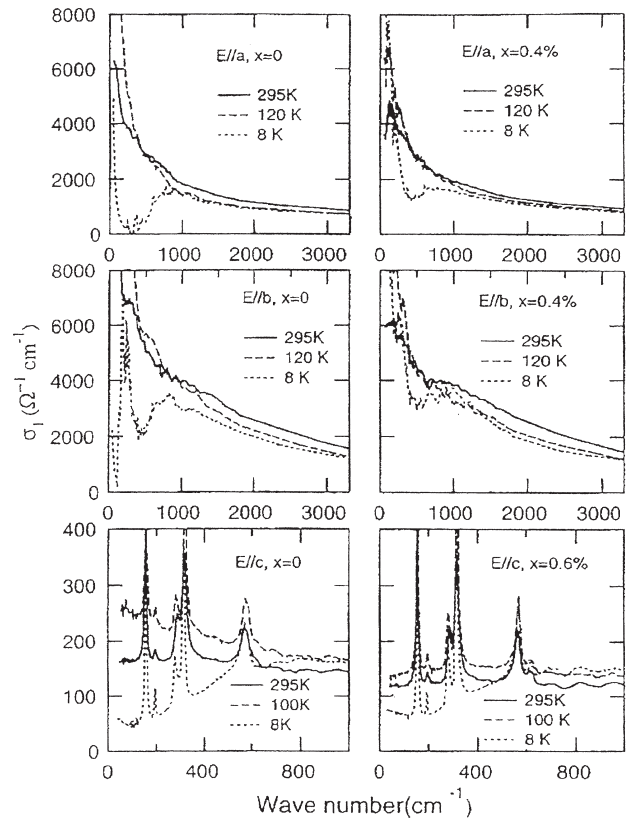 8000
6000
4000
2000
0
E//a, x=0
295K
120 K
8 K
0 1000 2000 3000
E//a, x=0.4%
295K
120 K
8 K
0 1000 2000 3000
8000
6000
4000
2000
0
E//b, x=0
295K
120 K
8 K
0 1000 2000 3000
E//b, x=0.4%
295K
120 K
8 K
0 1000 2000 3000
σ₁ (Ω⁻¹ cm⁻¹)
400
300
200
100
0
E//c, x=0
295K
100K
8K
0 400 800
E//c, x=0.6%
295K
100 K
8 K
0 400 800
Wave number(cm⁻¹)